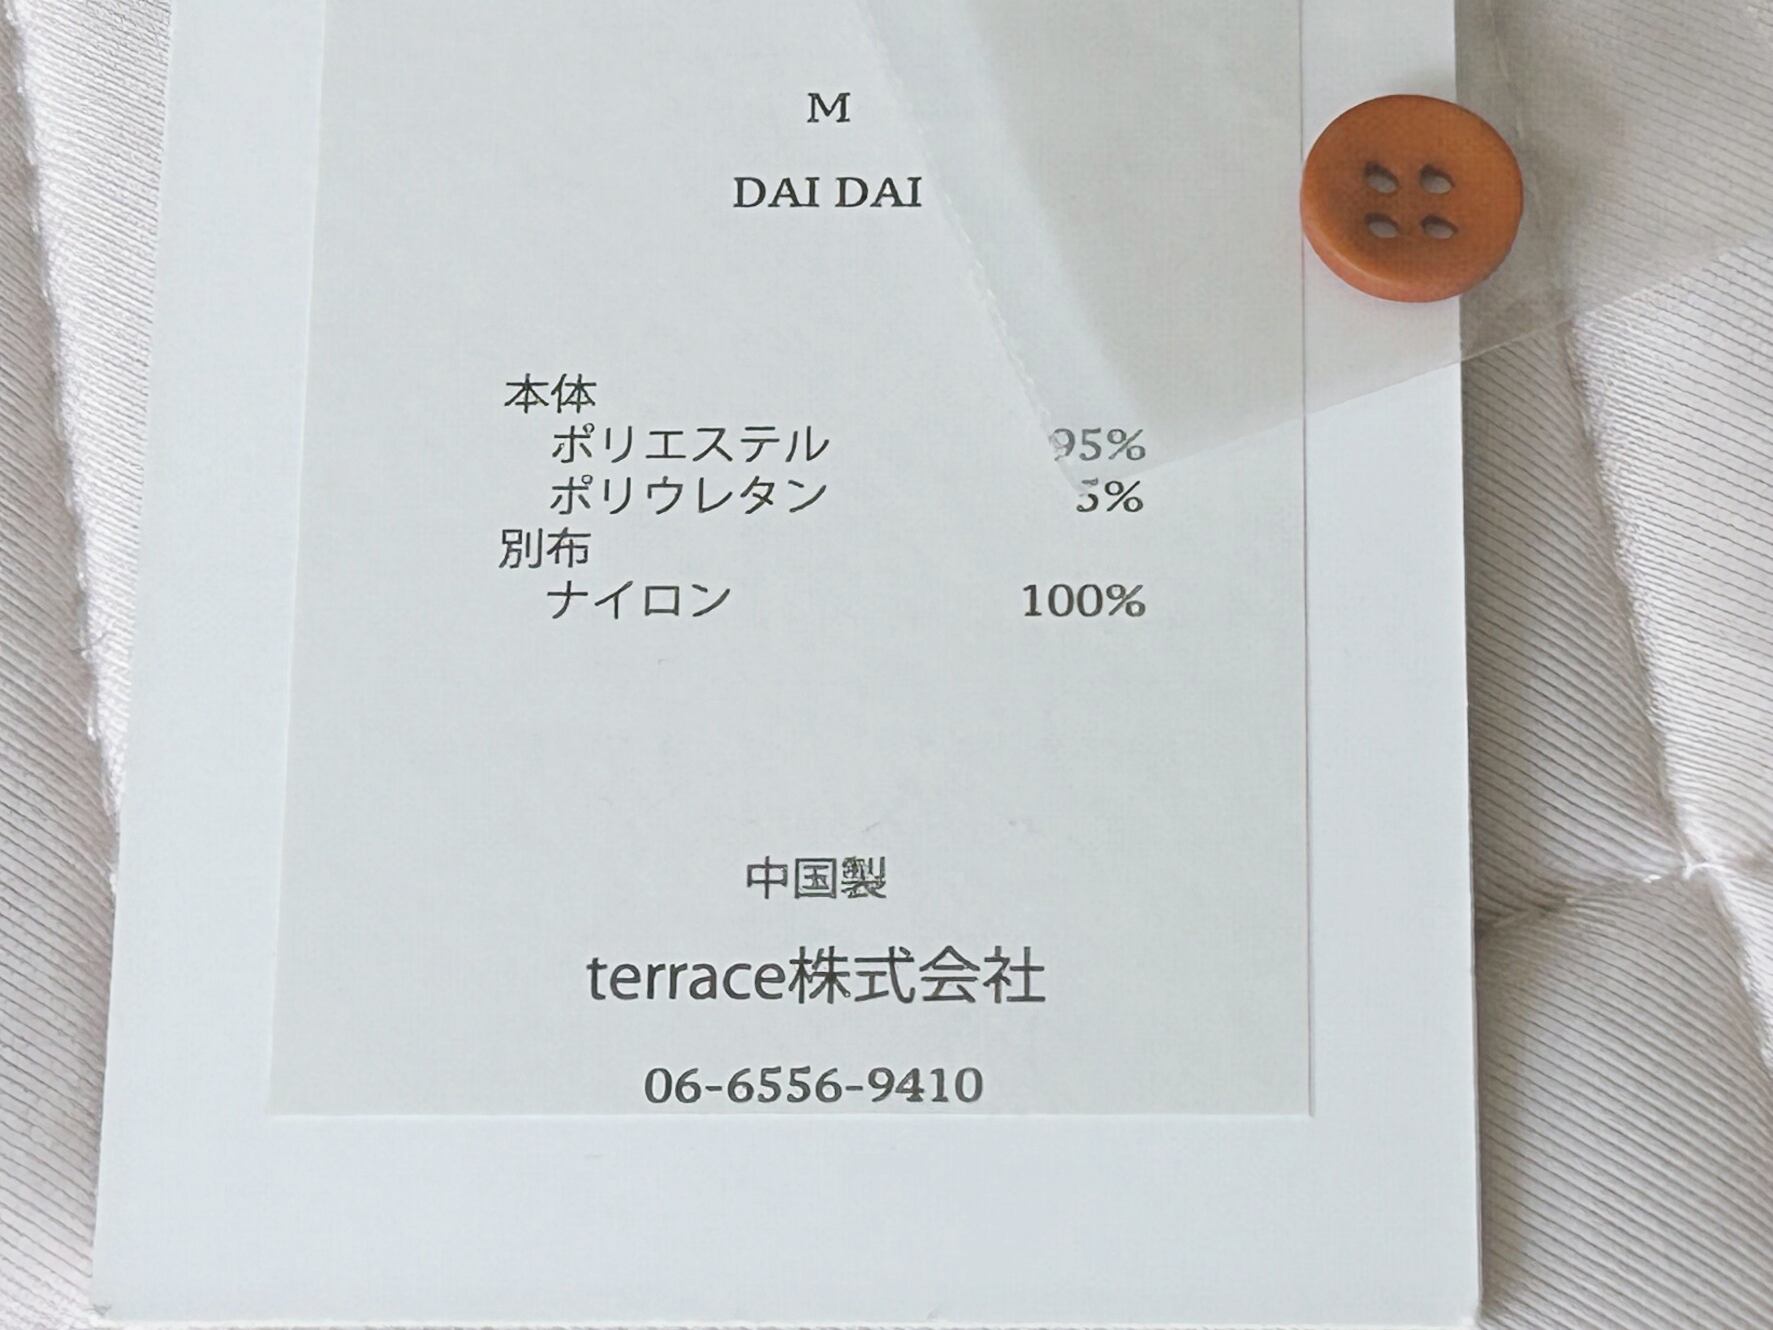 M
DAI DAI
本体
ポリエステル 95%
ポリウレタン 5%
別布
ナイロン 100%
中国製
terrace株式会社
06-6556-9410